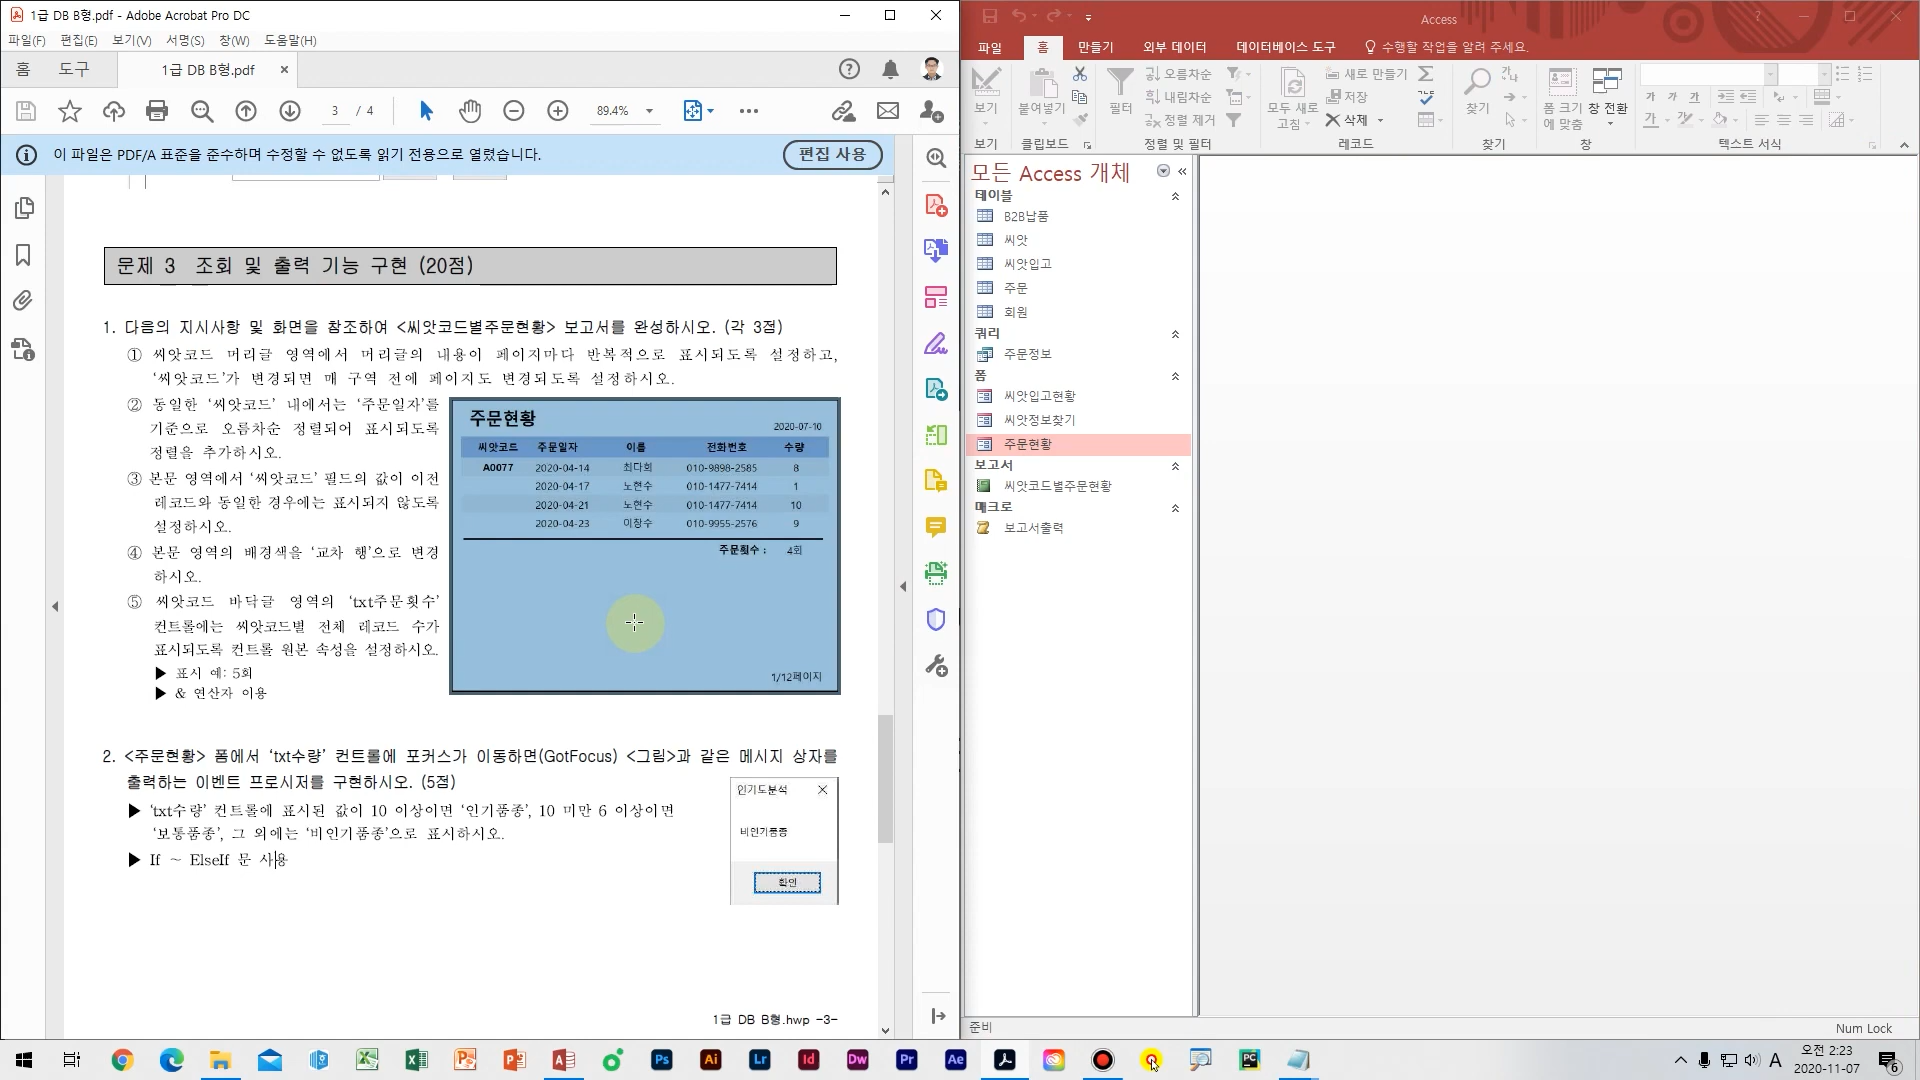 1급 DB B형.pdf - Adobe Acrobat Pro DC
파일(F) 편집(E) 보기(V) 서명(S) 창(W) 도움말(H)
홈 도구 1급 DB B형.pdf ×
3 / 4 89.4%
이 파일은 PDF/A 표준을 준수하며 수정할 수 없도록 읽기 전용으로 열렸습니다. 편집 사용
문제 3 조회 및 출력 기능 구현 (20점)
1. 다음의 지시사항 및 화면을 참조하여 <씨앗코드별주문현황> 보고서를 완성하시오. (각 3점)
① 씨앗코드 머리글 영역에서 머리글의 내용이 페이지마다 반복적으로 표시되도록 설정하고,
‘씨앗코드’가 변경되면 매 구역 전에 페이지도 변경되도록 설정하시오.
② 동일한 ‘씨앗코드’ 내에서는 ‘주문일자’를
기준으로 오름차순 정렬되어 표시되도록
정렬을 추가하시오.
③ 본문 영역에서 ‘씨앗코드’ 필드의 값이 이전
레코드와 동일한 경우에는 표시되지 않도록
설정하시오.
④ 본문 영역의 배경색을 ‘교차 행’으로 변경
하시오.
⑤ 씨앗코드 바닥글 영역의 ‘txt주문횟수’
컨트롤에는 씨앗코드별 전체 레코드 수가
표시되도록 컨트롤 원본 속성을 설정하시오.
▶ 표시 예: 5회
▶ & 연산자 이용
주문현황
2020-07-10
씨앗코드 주문일자 이름 전화번호 수량
A0077 2020-04-14 최다희 010-9898-2585 8
2020-04-17 노현수 010-1477-7414 1
2020-04-21 노현수 010-1477-7414 10
2020-04-23 이장수 010-9955-2576 9
주문횟수 : 4회
1/12페이지
2. <주문현황> 폼에서 ‘txt수량’ 컨트롤에 포커스가 이동하면(GotFocus) <그림>과 같은 메시지 상자를
출력하는 이벤트 프로시저를 구현하시오. (5점)
▶ ‘txt수량’ 컨트롤에 표시된 값이 10 이상이면 ‘인기품종’, 10 미만 6 이상이면
‘보통품종’, 그 외에는 ‘비인기품종’으로 표시하시오.
▶ If ~ ElseIf 문 사용
인기도분석
비인기품종
확인
1급 DB B형.hwp -3-
Access
파일 홈 만들기 외부 데이터 데이터베이스 도구 수행할 작업을 알려 주세요.
보기 붙여넣기 필터 오름차순 내림차순 정렬 제거 모두 새로 고침 새로 만들기 저장 삭제 찾기 폼 크기에 맞춤 창 전환
가 가 가
가
보기 클립보드 정렬 및 필터 레코드 찾기 창 텍스트 서식
모든 Access 개체
테이블
B2B납품
씨앗
씨앗입고
주문
회원
쿼리
주문정보
폼
씨앗입고현황
씨앗정보찾기
주문현황
보고서
씨앗코드별주문현황
매크로
보고서출력
준비 Num Lock
Ps Ai Lr Id Dw Pr Ae PC
A 오전 2:23
2020-11-07
6